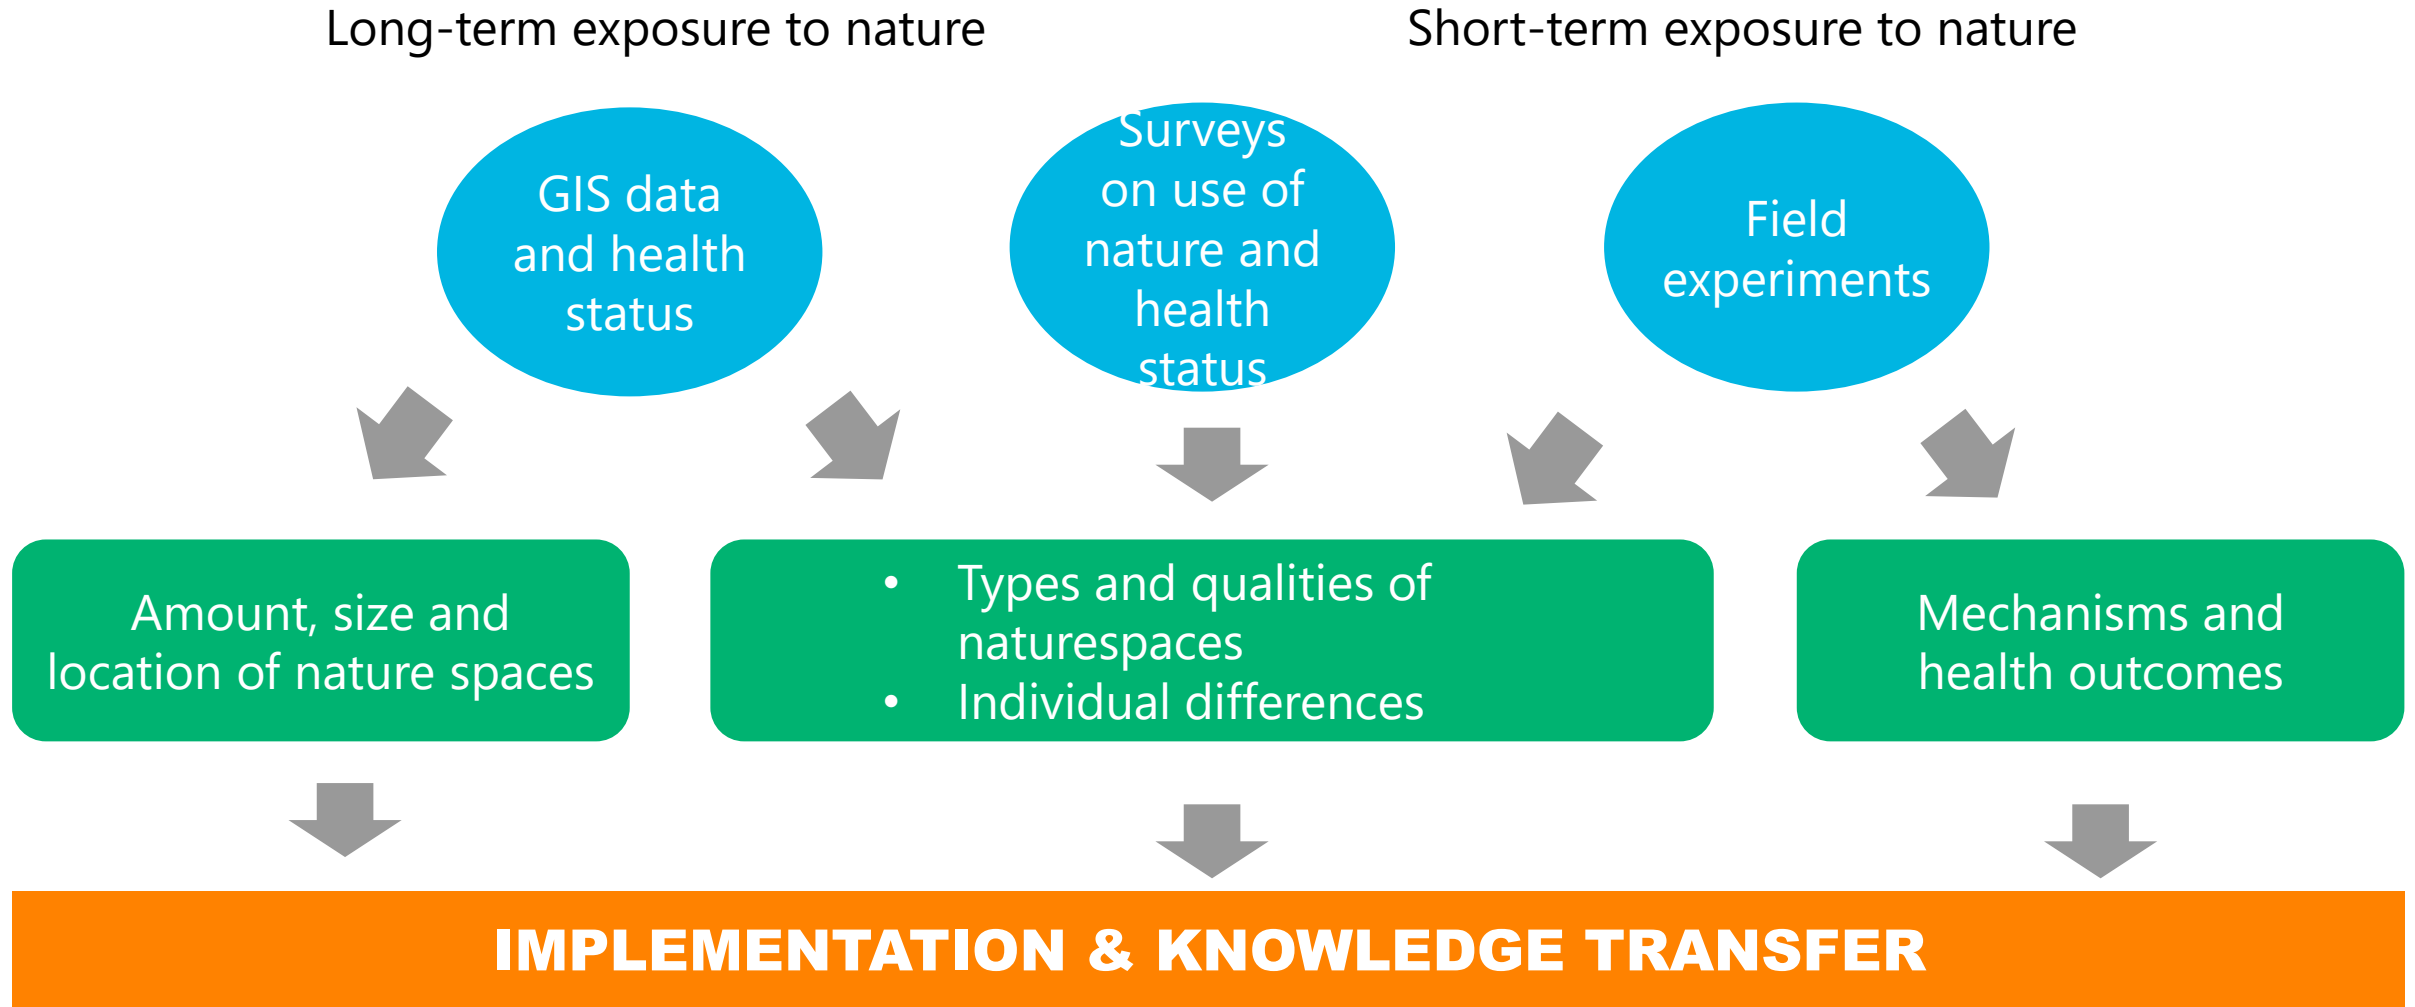 Long-term exposure to nature
Short-term exposure to nature
GIS data
and health
status
Surveys
on use of
nature and
health
status
Field
experiments
Amount, size and
location of nature spaces
• Types and qualities of
naturespaces
• Individual differences
Mechanisms and
health outcomes
IMPLEMENTATION & KNOWLEDGE TRANSFER